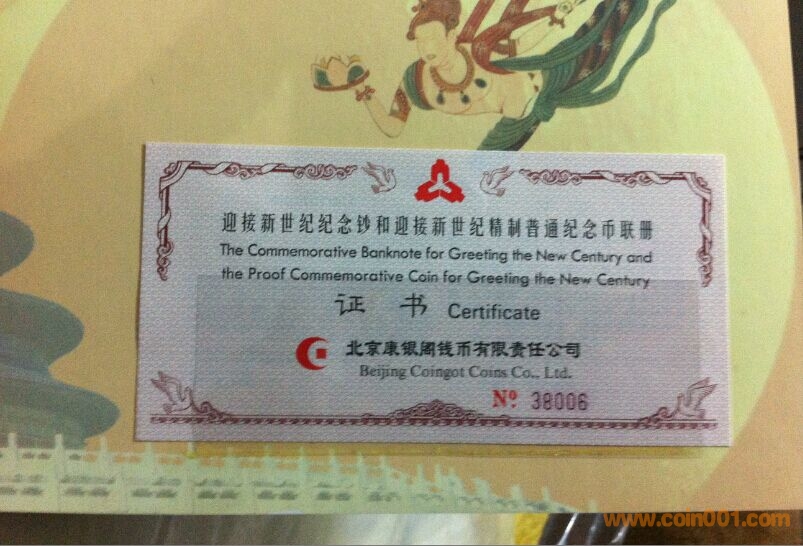 迎接新世纪纪念钞和迎接新世纪精制普通纪念币联册
The Commemorative Banknote for Greeting the New Century and
the Proof Commemorative Coin for Greeting the New Century
证 书 Certificate
北京康银阁钱币有限责任公司
Beijing Coingot Coins Co., Ltd.
Nº 38006
www.coin001.com